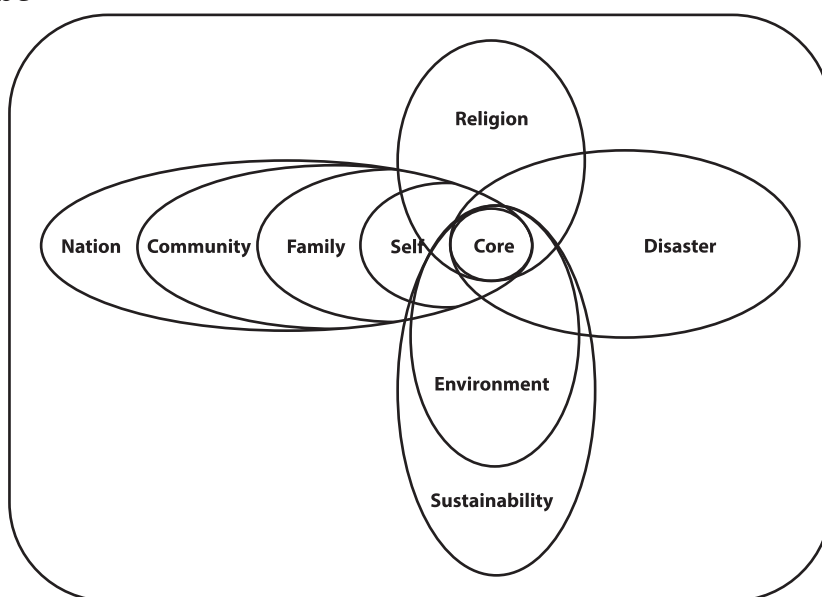 Religion
Nation Community Family Self Core Disaster
Environment
Sustainability